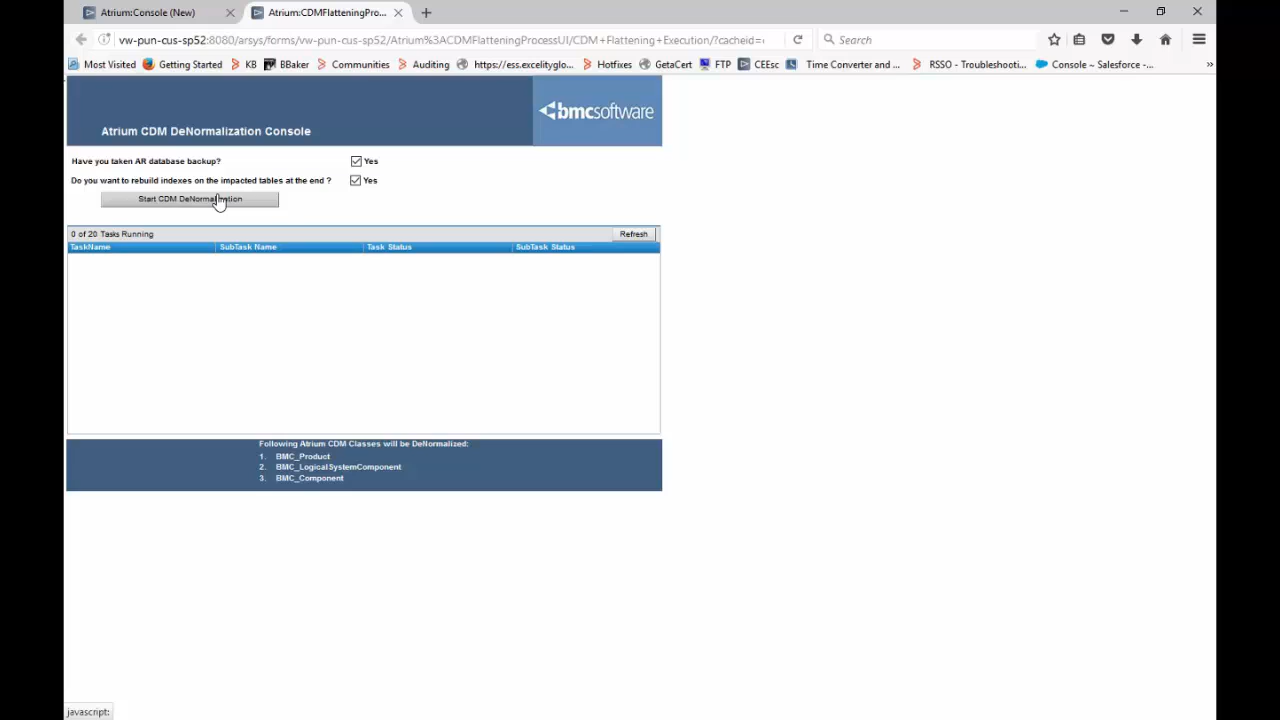 Atrium:Console (New)
Atrium:CDMFlatteningPro...
vw-pun-cus-sp52:8080/arsys/forms/vw-pun-cus-sp52/Atrium%3ACDMFlatteningProcessUI/CDM+Flattening+Execution/?cacheid=
Search
Most Visited Getting Started KB BBaker Communities Auditing https://ess.excelityglo... Hotfixes GetaCert FTP CEEsc Time Converter and ... RSSO - Troubleshooti... Console ~ Salesforce -... »
bmcsoftware
Atrium CDM DeNormalization Console
Have you taken AR database backup? Yes
Do you want to rebuild indexes on the impacted tables at the end ? Yes
Start CDM DeNormalization
0 of 20 Tasks Running Refresh
TaskName SubTask Name Task Status SubTask Status
Following Atrium CDM Classes will be DeNormalized:
1. BMC_Product
2. BMC_LogicalSystemComponent
3. BMC_Component
javascript: